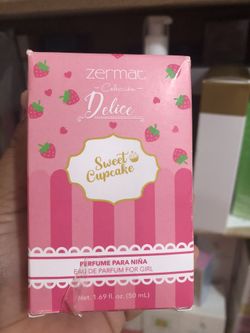 zermat
Colección
Delice
Sweet
Cupcake
PERFUME PARA NIÑA
EAU DE PARFUM FOR GIRL
Net. 1.69 fl. oz. (50 mL)